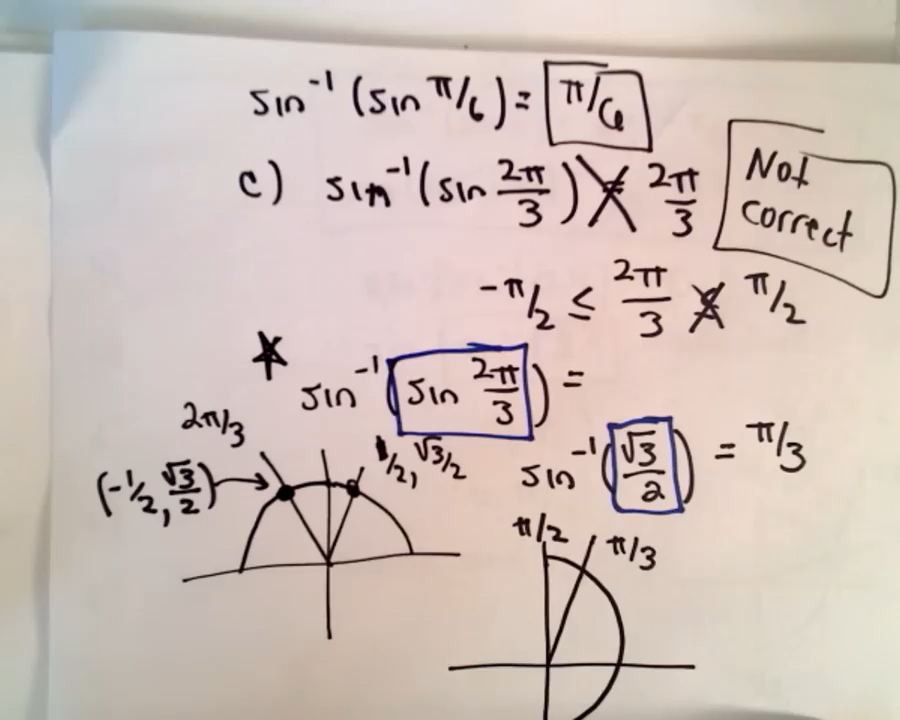 sin⁻¹(sin π/6) = π/6
c) sin⁻¹(sin 2π/3) ≠ 2π/3
Not
correct
-π/2 ≤ 2π/3 ≰ π/2
★ sin⁻¹(sin 2π/3) =
sin⁻¹(√3/2) = π/3
2π/3
(-1/2, √3/2)
1/2, √3/2
π/2
π/3